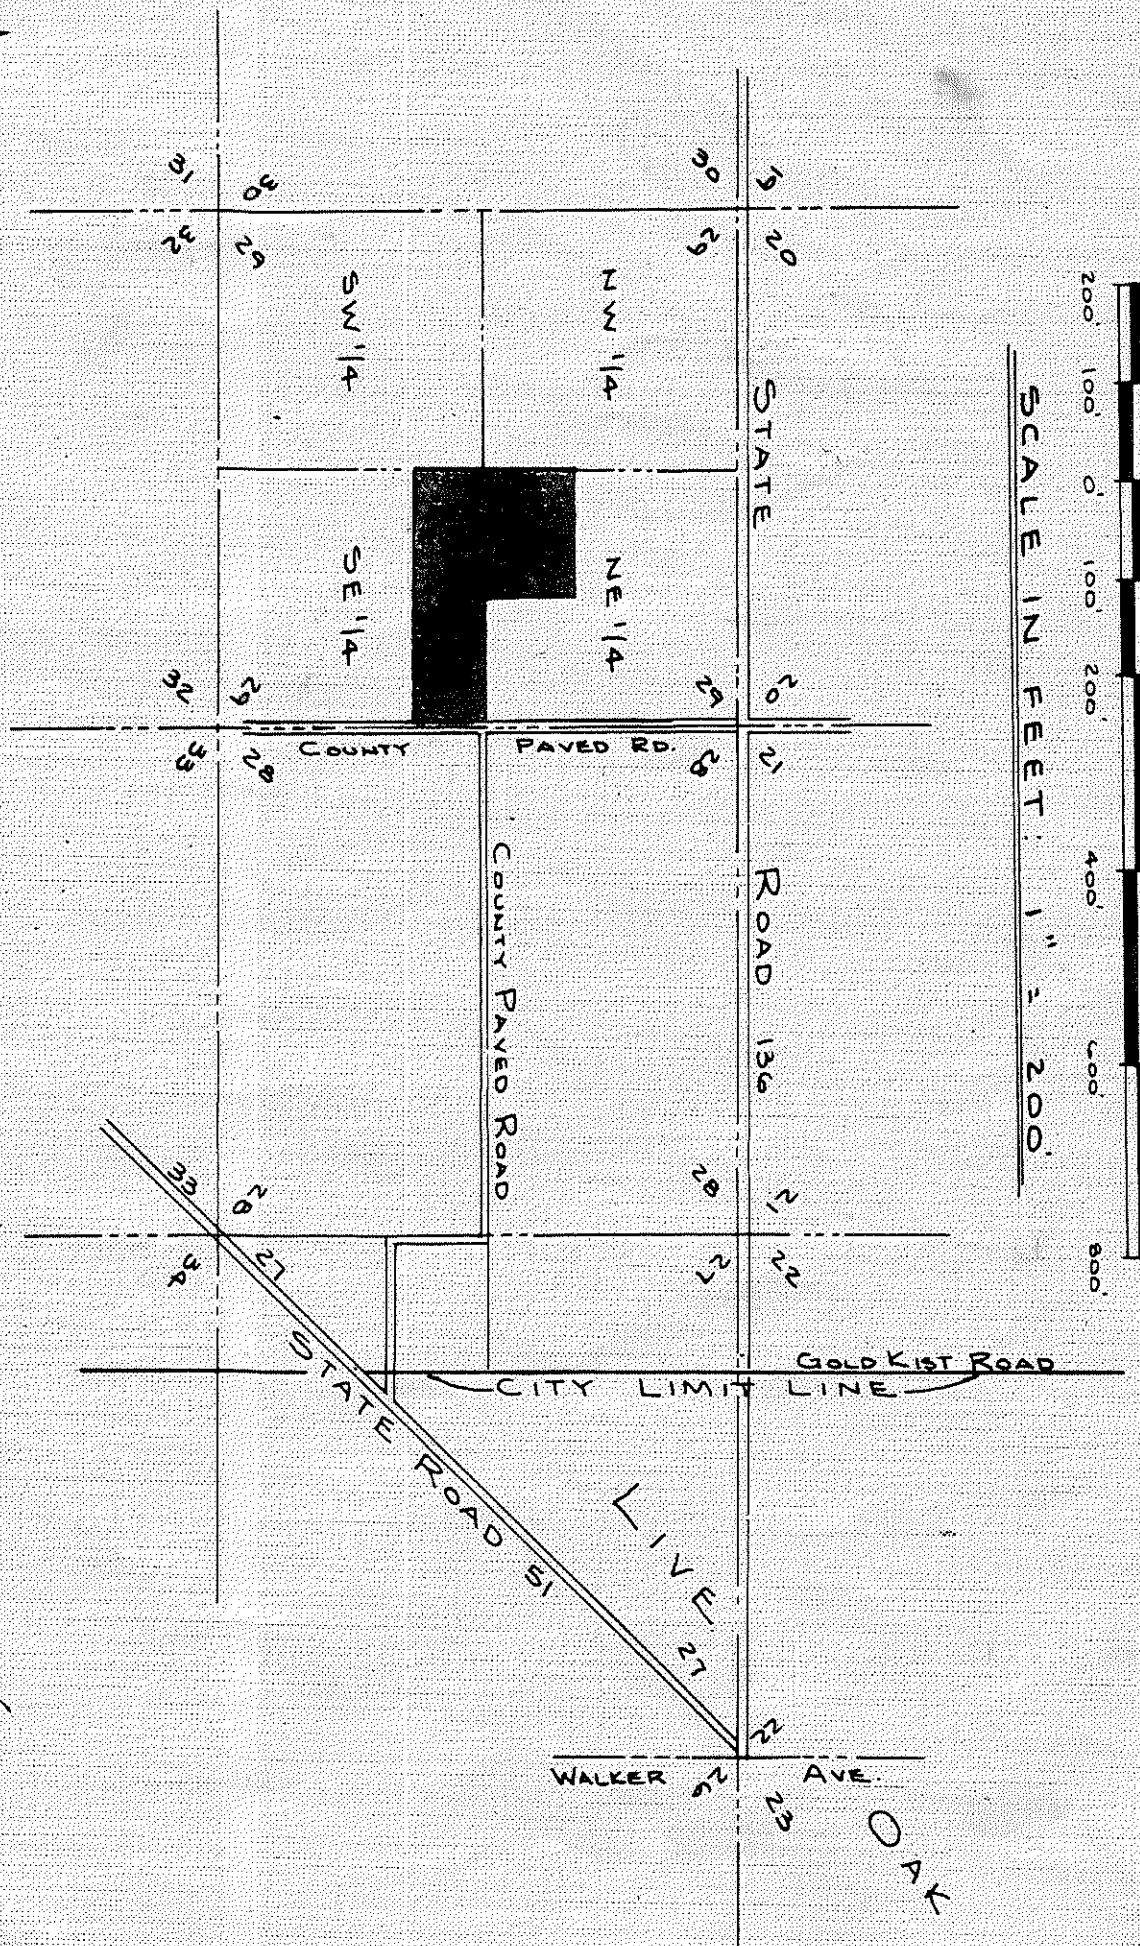 200' 100' 0' 100' 200' 400' 600' 800'
SCALE IN FEET: 1" = 200'
30 19
29 20
STATE ROAD 136
31 30
32 29
NW 1/4
SW 1/4
NE 1/4
SE 1/4
29 20
28 21
32 29
33 28
COUNTY PAVED RD.
COUNTY PAVED ROAD
28 21
27 22
33 28
34 27
GOLD KIST ROAD
CITY LIMIT LINE
STATE ROAD 51
LIVE OAK
27 22
26 23
WALKER AVE.